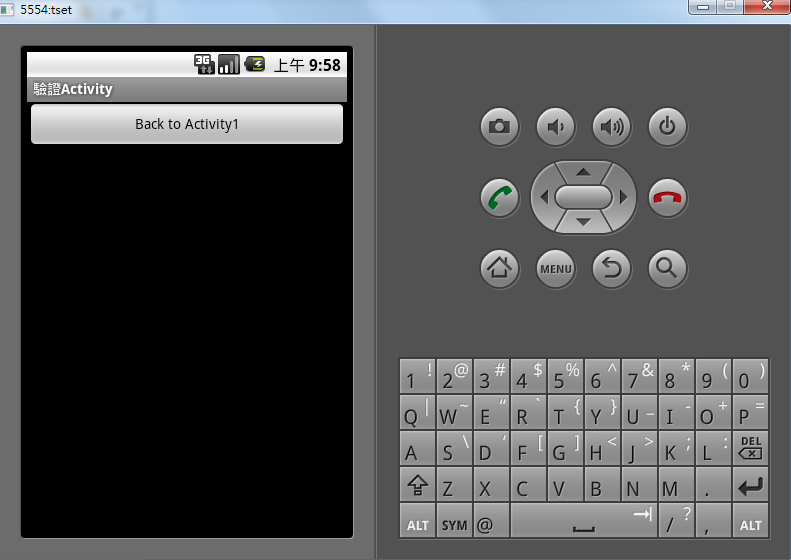 5554:tset
3G
上午 9:58
驗證Activity
Back to Activity1
MENU
1 ! 2 @ 3 # 4 $ 5 % 6 ^ 7 & 8 * 9 ( 0 )
Q | W ~ E “ R ` T { Y } U _ I - O + P =
A S \ D ‘ F [ G ] H < J > K ; L : DEL
Z X C V B N M .
ALT SYM @ / ? , ALT